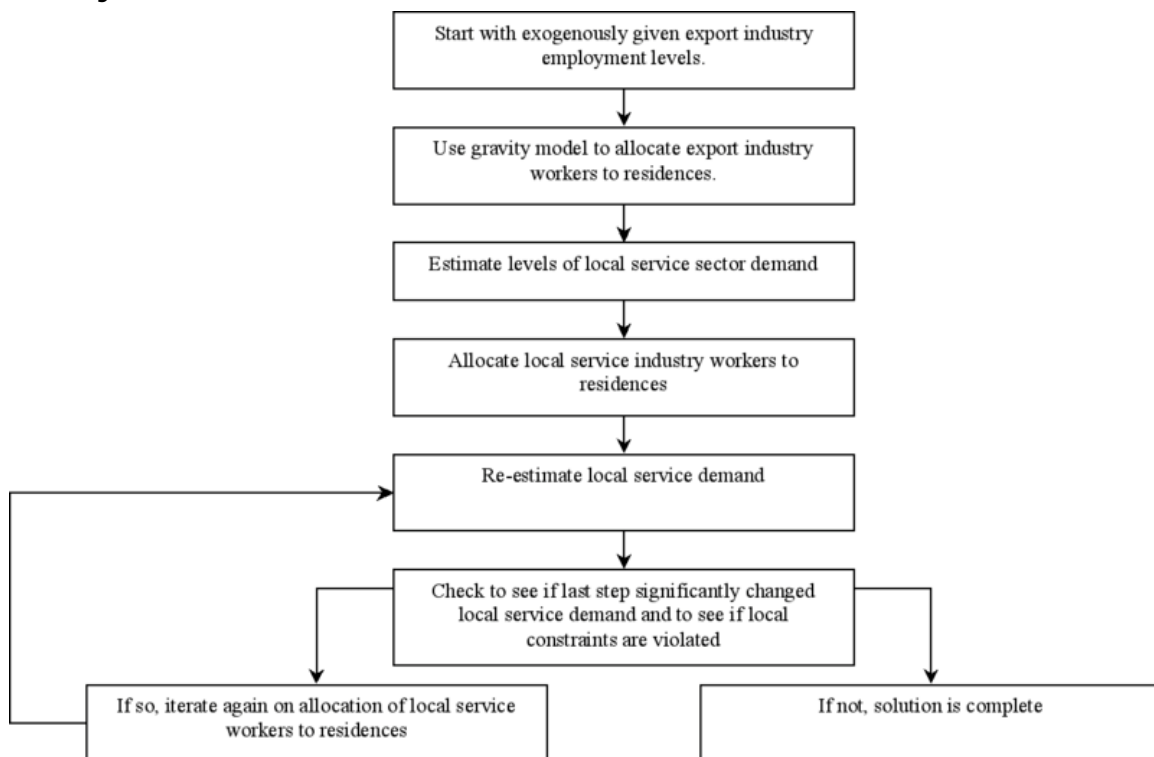 Start with exogenously given export industry
employment levels.
Use gravity model to allocate export industry
workers to residences.
Estimate levels of local service sector demand
Allocate local service industry workers to
residences
Re-estimate local service demand
Check to see if last step significantly changed
local service demand and to see if local
constraints are violated
If so, iterate again on allocation of local service
workers to residences
If not, solution is complete